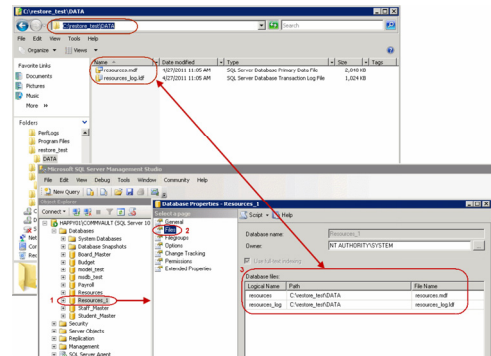 C:\restore_test\DATA
C:\restore_test\DATA
Search
File Edit View Tools Help
Organize Views
Favorite Links
Documents
Pictures
Music
More »
Folders
PerfLogs
Program Files
restore_test
DATA
Name Date modified Type Size Tags
resources.mdf 4/27/2011 11:05 AM SQL Server Database Primary Data File 2,048 KB
resources_log.ldf 4/27/2011 11:05 AM SQL Server Database Transaction Log File 1,024 KB
Microsoft SQL Server Management Studio
File Edit View Debug Tools Window Community Help
New Query
Object Explorer
Connect
HAPPY01\COMMVAULT (SQL Server 10
Databases
System Databases
Database Snapshots
Board_Master
Budget
model_test
msdb_test
Payroll
Resources
1 Resources_1
Staff_Master
Student_Master
Security
Server Objects
Replication
Management
SQL Server Agent
Database Properties - Resources_1
Select a page
General
Files 2
Filegroups
Options
Change Tracking
Permissions
Extended Properties
Script Help
Database name: Resources_1
Owner: NT AUTHORITY\SYSTEM
...
Use full-text indexing
3 Database files:
Logical Name Path File Name
resources C:\restore_test\DATA resources.mdf
resources_log C:\restore_test\DATA resources_log.ldf